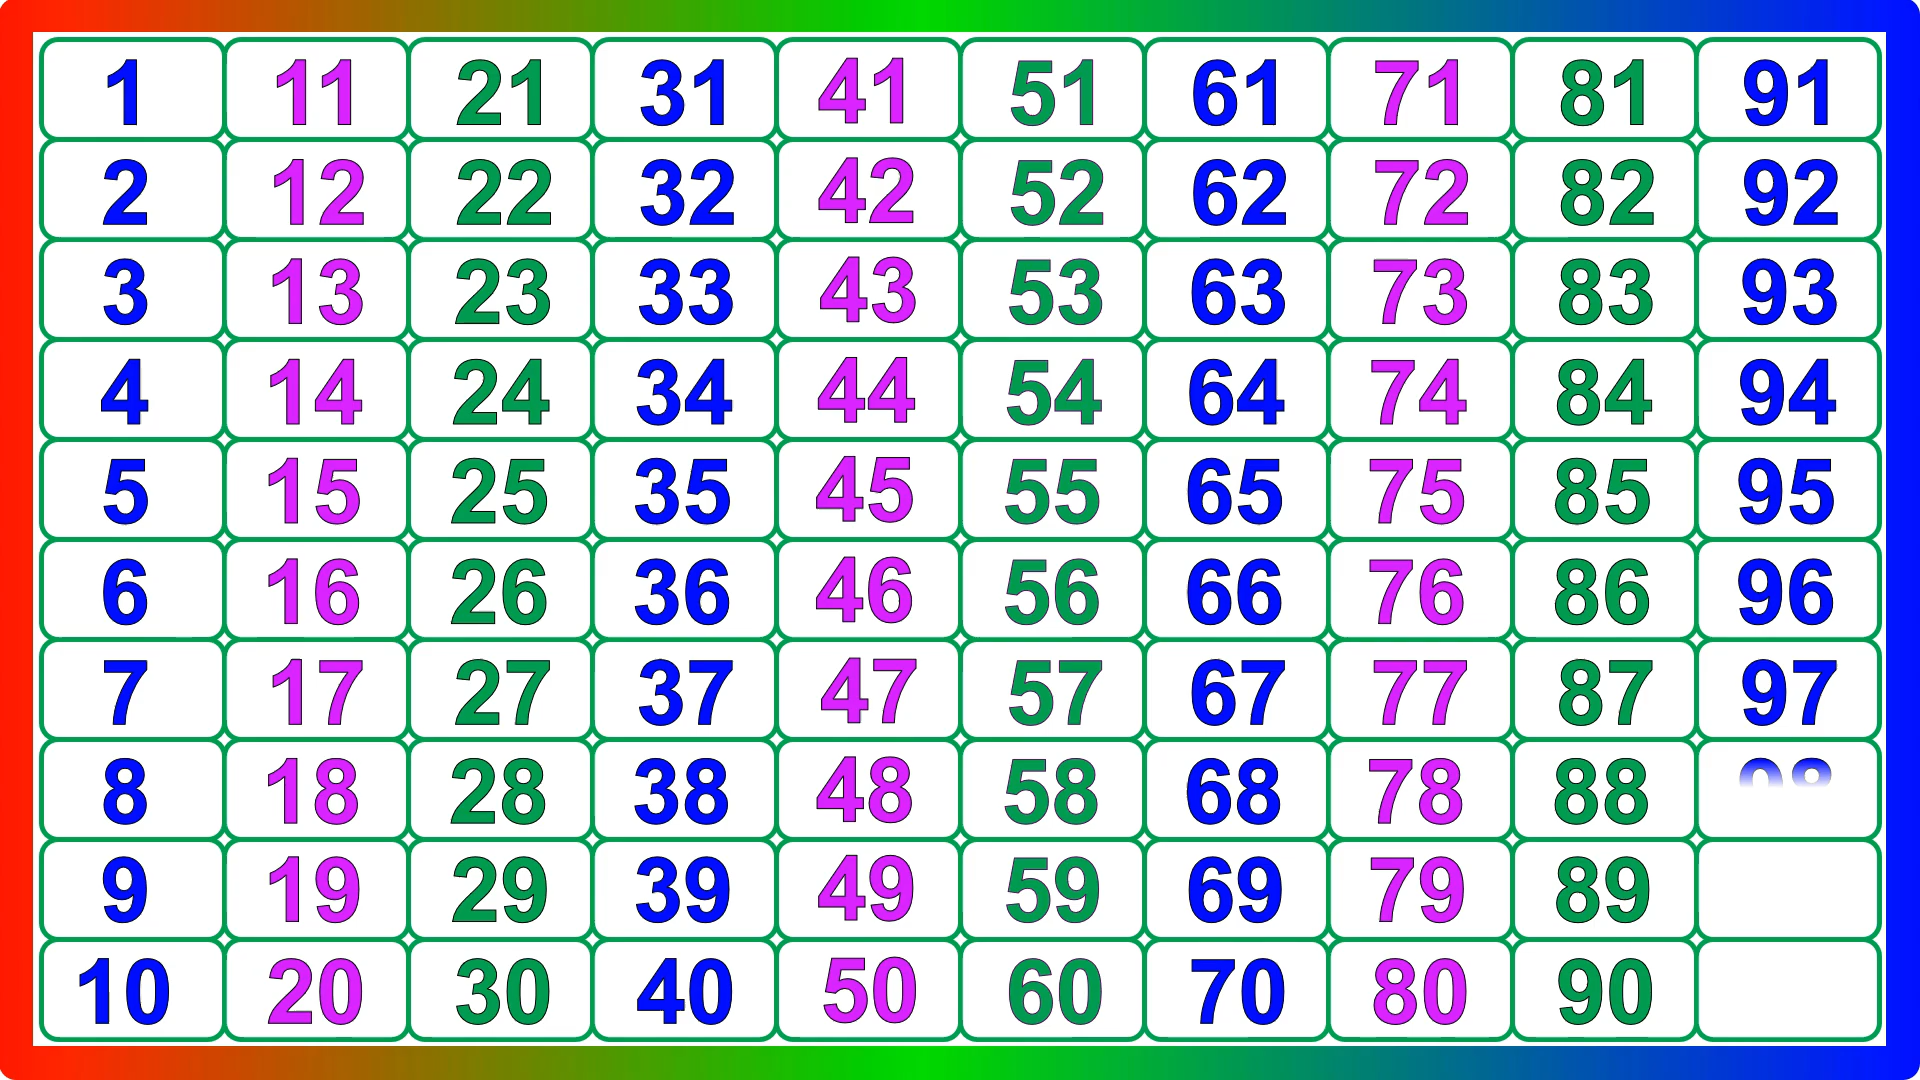 1 11 21 31 41 51 61 71 81 91
2 12 22 32 42 52 62 72 82 92
3 13 23 33 43 53 63 73 83 93
4 14 24 34 44 54 64 74 84 94
5 15 25 35 45 55 65 75 85 95
6 16 26 36 46 56 66 76 86 96
7 17 27 37 47 57 67 77 87 97
8 18 28 38 48 58 68 78 88
9 19 29 39 49 59 69 79 89
10 20 30 40 50 60 70 80 90